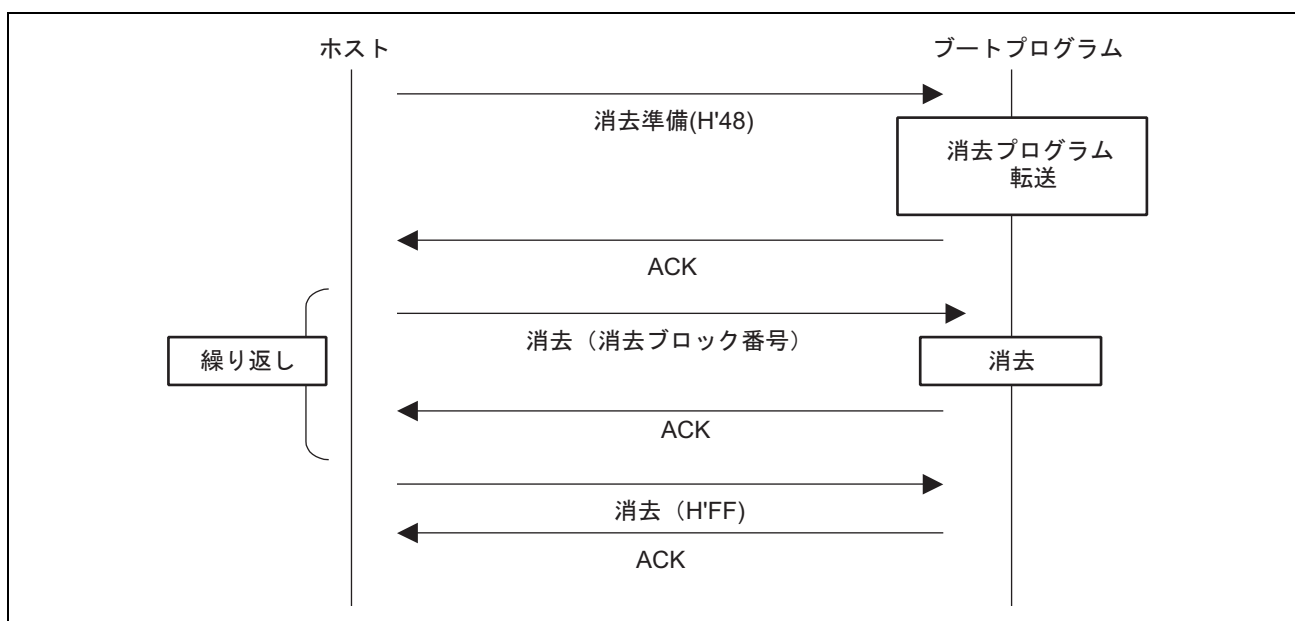 ホスト
ブートプログラム
消去準備(H'48)
消去プログラム
転送
ACK
消去（消去ブロック番号）
繰り返し
消去
ACK
消去（H'FF)
ACK